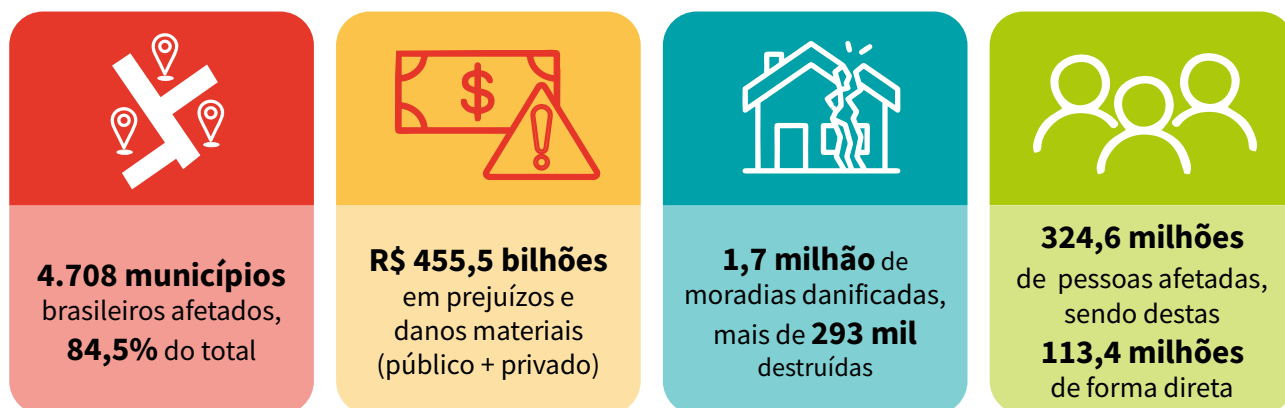 4.708 municípios
brasileiros afetados,
84,5% do total
$
R$ 455,5 bilhões
em prejuízos e
danos materiais
(público + privado)
1,7 milhão de
moradias danificadas,
mais de 293 mil
destruídas
324,6 milhões
de pessoas afetadas,
sendo destas
113,4 milhões
de forma direta